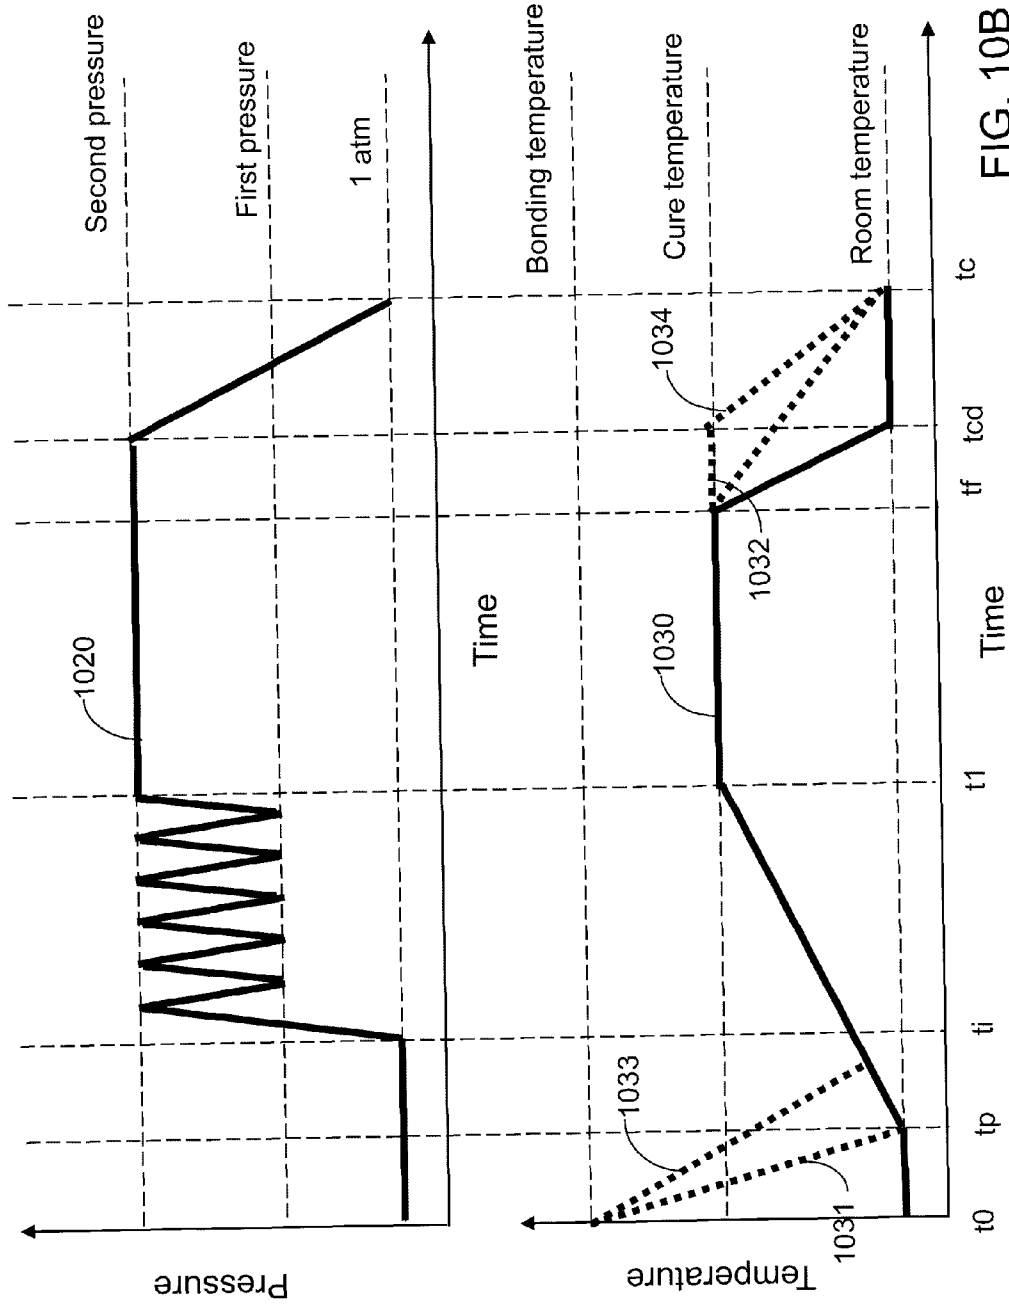 Pressure
Second pressure
First pressure
1 atm
1020
Time
Temperature
Bonding temperature
Cure temperature
Room temperature
1031
1033
1030
1032
1034
t0
tp
ti
t1
tf
tcd
tc
Time
FIG. 10B